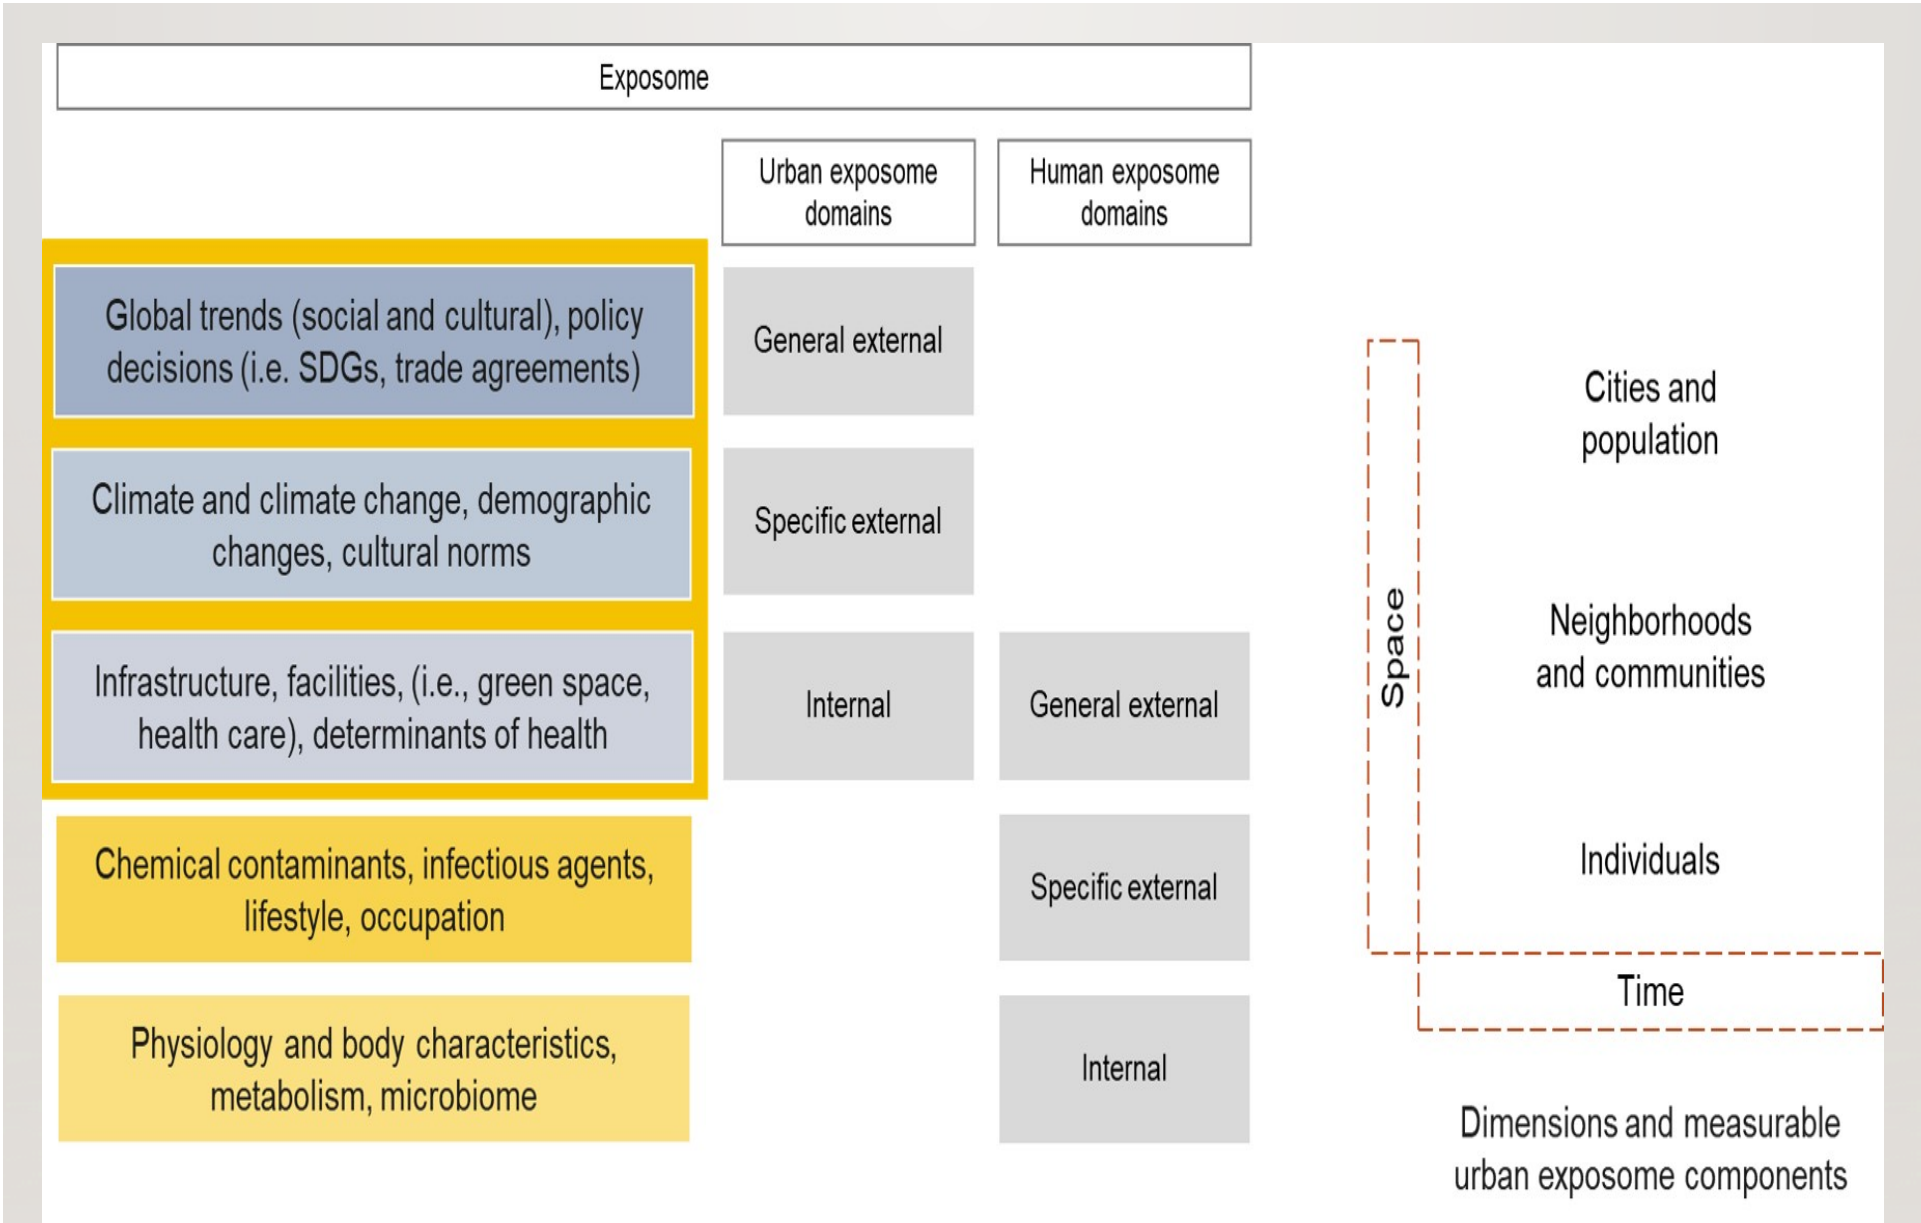 Exposome
Urban exposome
domains
Human exposome
domains
Global trends (social and cultural), policy
decisions (i.e. SDGs, trade agreements)
General external
Climate and climate change, demographic
changes, cultural norms
Specific external
Infrastructure, facilities, (i.e., green space,
health care), determinants of health
Internal
General external
Chemical contaminants, infectious agents,
lifestyle, occupation
Specific external
Physiology and body characteristics,
metabolism, microbiome
Internal
Space
Cities and
population
Neighborhoods
and communities
Individuals
Time
Dimensions and measurable
urban exposome components